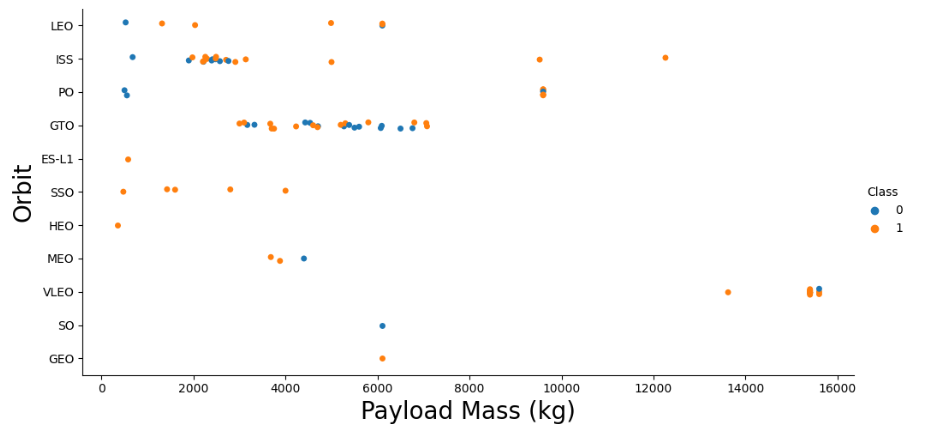 LEO
ISS
PO
GTO
ES-L1
SSO
HEO
MEO
VLEO
SO
GEO
Orbit
0 2000 4000 6000 8000 10000 12000 14000 16000
Payload Mass (kg)
Class
0
1